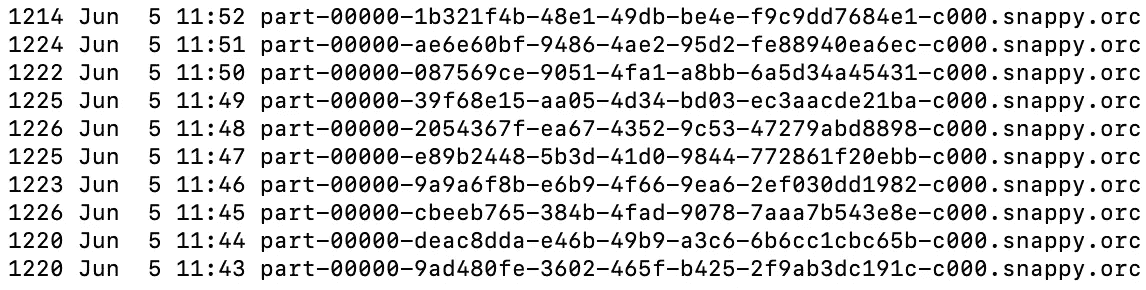 1214 Jun  5 11:52 part-00000-1b321f4b-48e1-49db-be4e-f9c9dd7684e1-c000.snappy.orc
1224 Jun  5 11:51 part-00000-ae6e60bf-9486-4ae2-95d2-fe88940ea6ec-c000.snappy.orc
1222 Jun  5 11:50 part-00000-087569ce-9051-4fa1-a8bb-6a5d34a45431-c000.snappy.orc
1225 Jun  5 11:49 part-00000-39f68e15-aa05-4d34-bd03-ec3aacde21ba-c000.snappy.orc
1226 Jun  5 11:48 part-00000-2054367f-ea67-4352-9c53-47279abd8898-c000.snappy.orc
1225 Jun  5 11:47 part-00000-e89b2448-5b3d-41d0-9844-772861f20ebb-c000.snappy.orc
1223 Jun  5 11:46 part-00000-9a9a6f8b-e6b9-4f66-9ea6-2ef030dd1982-c000.snappy.orc
1226 Jun  5 11:45 part-00000-cbeeb765-384b-4fad-9078-7aaa7b543e8e-c000.snappy.orc
1220 Jun  5 11:44 part-00000-deac8dda-e46b-49b9-a3c6-6b6cc1cbc65b-c000.snappy.orc
1220 Jun  5 11:43 part-00000-9ad480fe-3602-465f-b425-2f9ab3dc191c-c000.snappy.orc